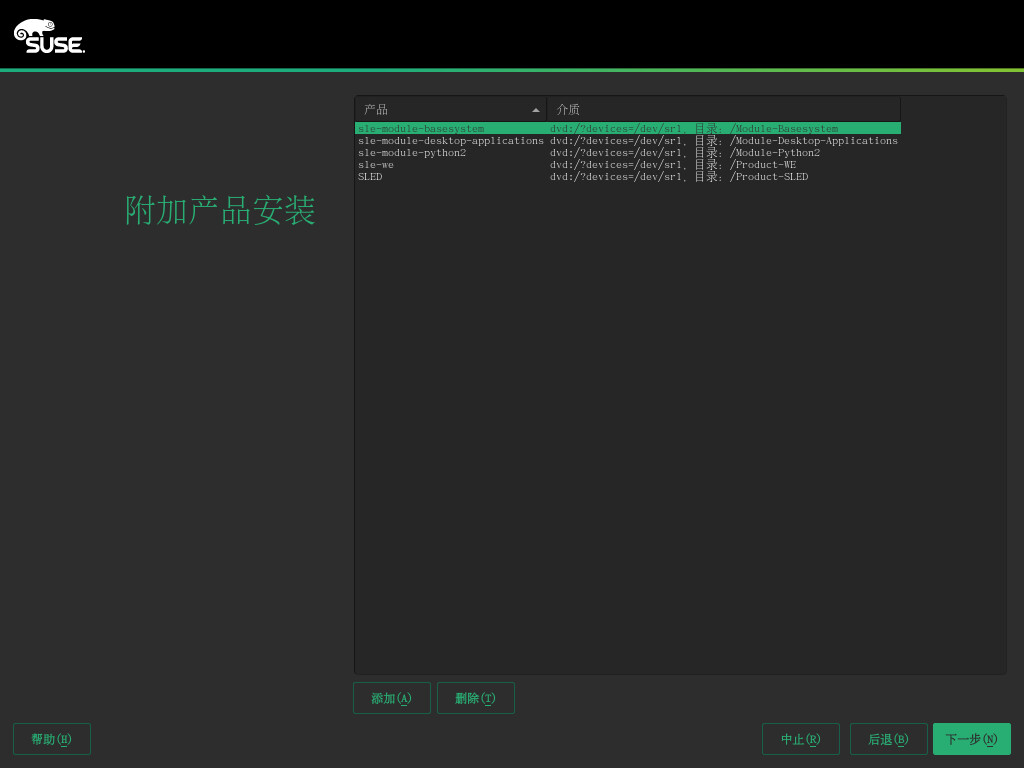 SUSE.
附加产品安装
产品 介质
sle-module-basesystem dvd:/?devices=/dev/sr1, 目录: /Module-Basesystem
sle-module-desktop-applications dvd:/?devices=/dev/sr1, 目录: /Module-Desktop-Applications
sle-module-python2 dvd:/?devices=/dev/sr1, 目录: /Module-Python2
sle-we dvd:/?devices=/dev/sr1, 目录: /Product-WE
SLED dvd:/?devices=/dev/sr1, 目录: /Product-SLED
添加(A) 删除(T)
帮助(H) 中止(R) 后退(B) 下一步(N)